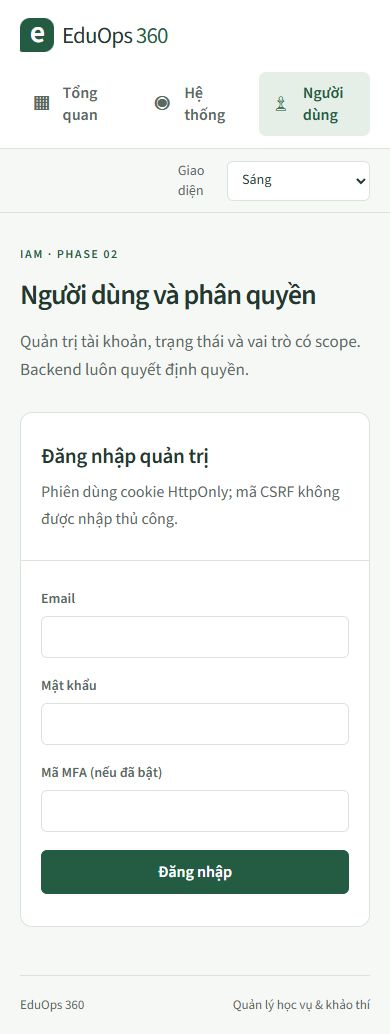 e EduOps 360
Tổng quan
Hệ thống
Người dùng
Giao diện
Sáng
IAM · PHASE 02
Người dùng và phân quyền
Quản trị tài khoản, trạng thái và vai trò có scope.
Backend luôn quyết định quyền.
Đăng nhập quản trị
Phiên dùng cookie HttpOnly; mã CSRF không
được nhập thủ công.
Email
Mật khẩu
Mã MFA (nếu đã bật)
Đăng nhập
EduOps 360
Quản lý học vụ & khảo thí